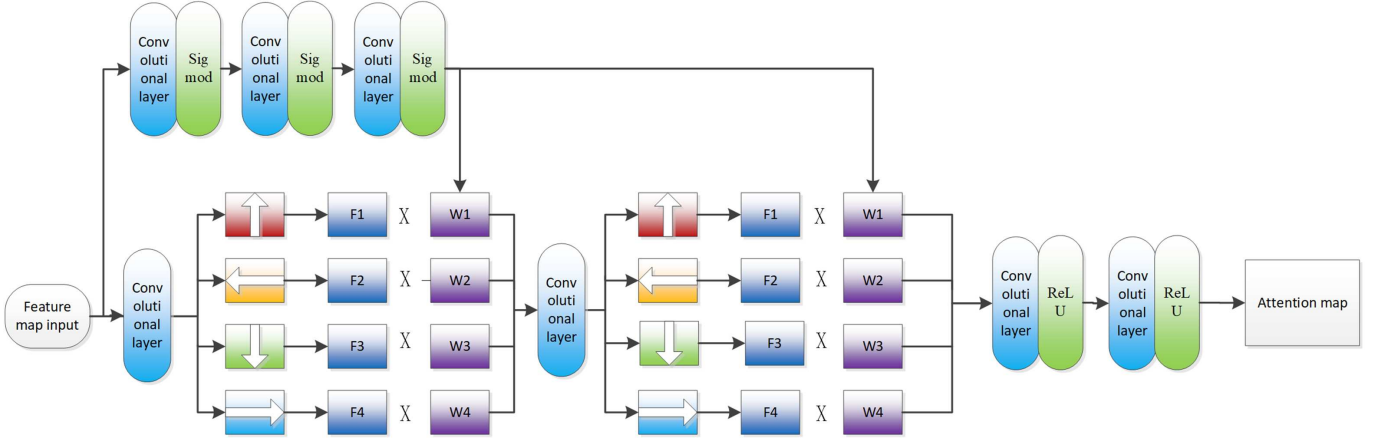 Conv
oluti
onal
layer
Sig
mod
Conv
oluti
onal
layer
Sig
mod
Conv
oluti
onal
layer
Sig
mod
Feature
map input
Conv
oluti
onal
layer
F1 X W1
F2 X W2
F3 X W3
F4 X W4
Conv
oluti
onal
layer
F1 X W1
F2 X W2
F3 X W3
F4 X W4
Conv
oluti
onal
layer
ReL
U
Conv
oluti
onal
layer
ReL
U
Attention map